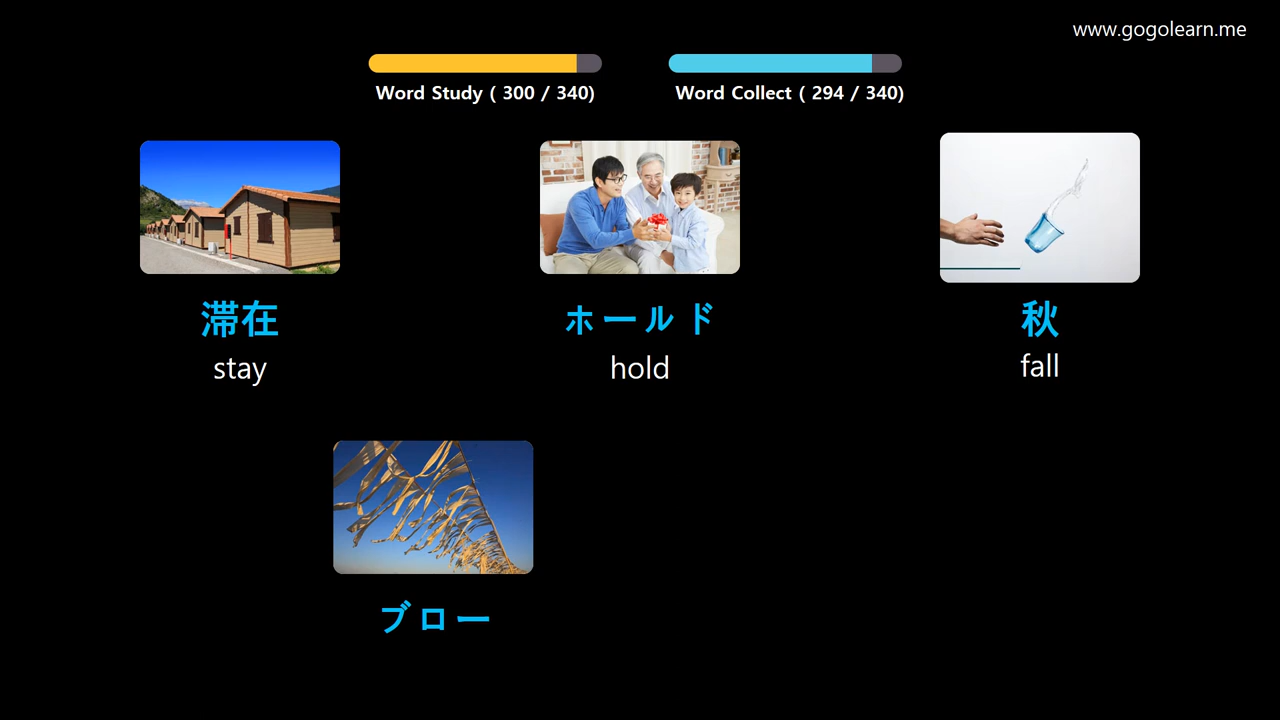 www.gogolearn.me
Word Study ( 300 / 340)
Word Collect ( 294 / 340)
滞在
stay
ホールド
hold
秋
fall
ブロー